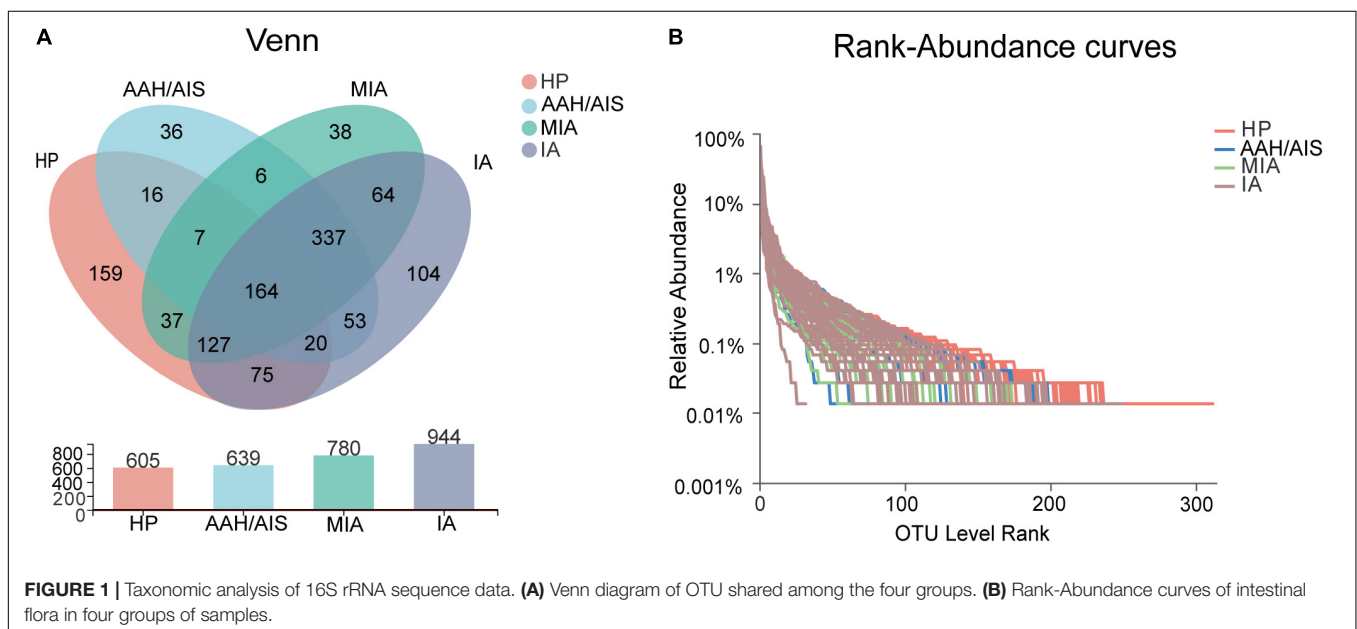 A
Venn
AAH/AIS
MIA
HP
IA
36
38
16
6
64
7
337
159
104
164
37
53
127
20
75
HP
AAH/AIS
MIA
IA
800
600
400
200
0
605
639
780
944
HP
AAH/AIS
MIA
IA
B
Rank-Abundance curves
Relative Abundance
100%
10%
1%
0.1%
0.01%
0.001%
0
100
200
300
OTU Level Rank
HP
AAH/AIS
MIA
IA
FIGURE 1 | Taxonomic analysis of 16S rRNA sequence data. (A) Venn diagram of OTU shared among the four groups. (B) Rank-Abundance curves of intestinal
flora in four groups of samples.